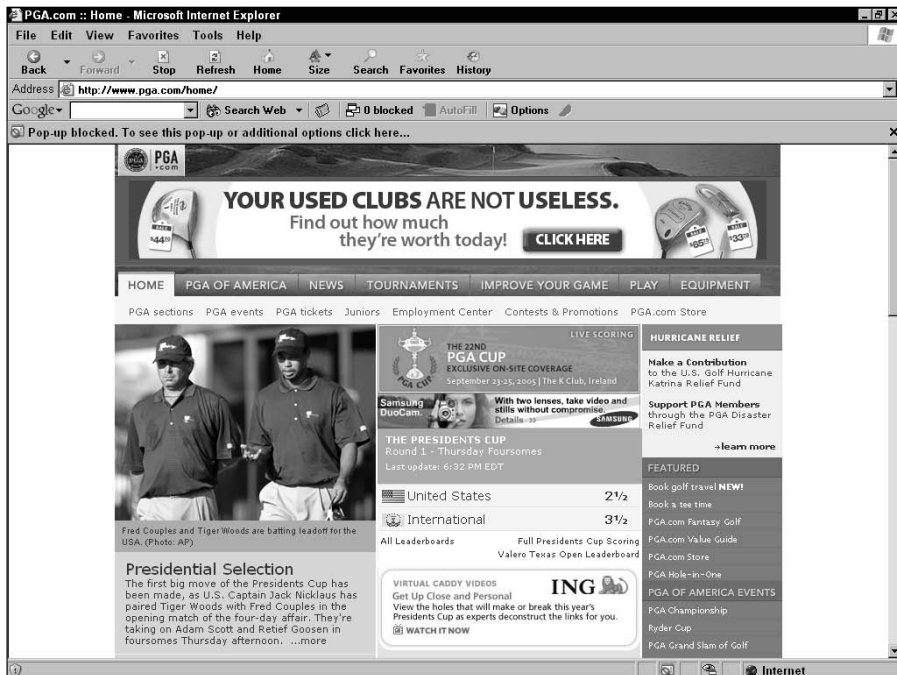 PGA.com :: Home - Microsoft Internet Explorer
File Edit View Favorites Tools Help
Back Forward Stop Refresh Home Size Search Favorites History
Address http://www.pga.com/home/
Google Search Web 0 blocked AutoFill Options
Pop-up blocked. To see this pop-up or additional options click here...
PGA
.com
YOUR USED CLUBS ARE NOT USELESS.
Find out how much
they're worth today! CLICK HERE
HOME PGA OF AMERICA NEWS TOURNAMENTS IMPROVE YOUR GAME PLAY EQUIPMENT
PGA sections PGA events PGA tickets Juniors Employment Center Contests & Promotions PGA.com Store
Fred Couples and Tiger Woods are batting leadoff for the
USA. (Photo: AP)
Presidential Selection
The first big move of the Presidents Cup has
been made, as U.S. Captain Jack Nicklaus has
paired Tiger Woods with Fred Couples in the
opening match of the four-day affair. They're
taking on Adam Scott and Retief Goosen in
foursomes Thursday afternoon. ...more
LIVE SCORING
THE 22ND
PGA CUP
EXCLUSIVE ON-SITE COVERAGE
September 23-25, 2005 | The K Club, Ireland
PGA CUP
Samsung
DuoCam.
With two lenses, take video and
stills without compromise.
Details >>
SAMSUNG
THE PRESIDENTS CUP
Round 1 - Thursday Foursomes
Last update: 6:32 PM EDT
United States 2½
International 3½
All Leaderboards Full Presidents Cup Scoring
Valero Texas Open Leaderboard
VIRTUAL CADDY VIDEOS
Get Up Close and Personal
ING
View the holes that will make or break this year's
Presidents Cup as experts deconstruct the links for you.
WATCH IT NOW
HURRICANE RELIEF
Make a Contribution
to the U.S. Golf Hurricane
Katrina Relief Fund
Support PGA Members
through the PGA Disaster
Relief Fund
→learn more
FEATURED
Book golf travel NEW!
Book a tee time
PGA.com Fantasy Golf
PGA.com Value Guide
PGA.com Store
PGA Hole-in-One
PGA OF AMERICA EVENTS
PGA Championship
Ryder Cup
PGA Grand Slam of Golf
Internet